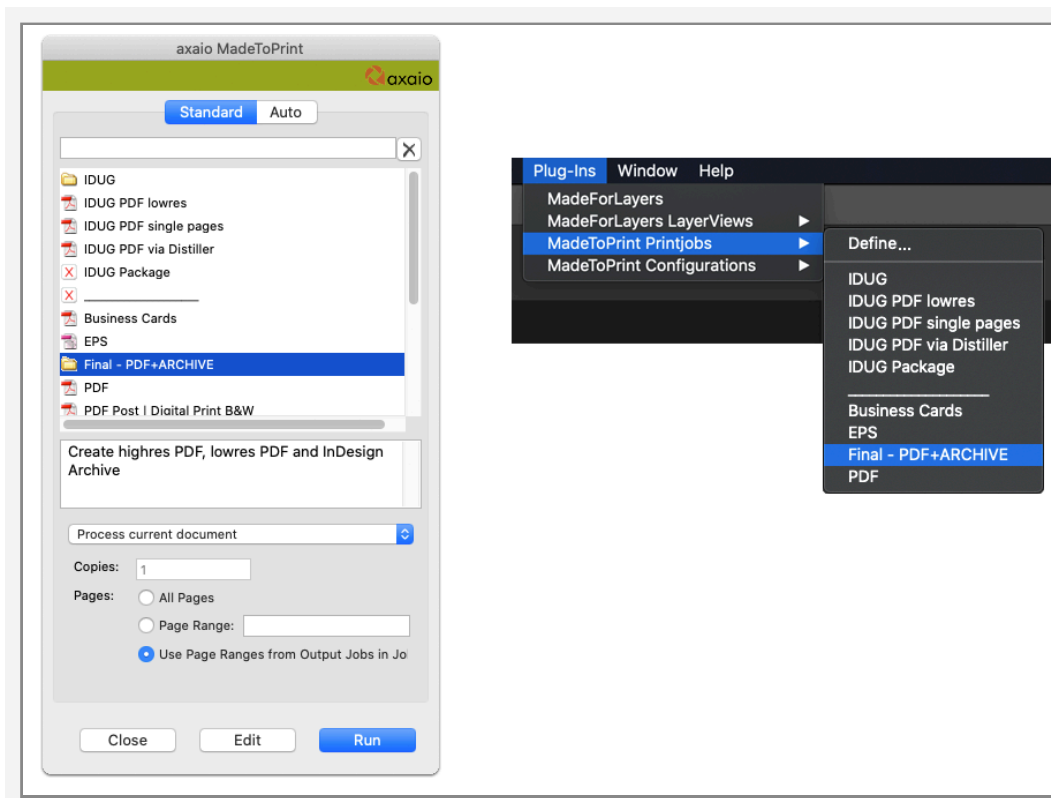 axaio MadeToPrint
axaio
Standard
Auto
IDUG
IDUG PDF lowres
IDUG PDF single pages
IDUG PDF via Distiller
IDUG Package
________________
Business Cards
EPS
Final - PDF+ARCHIVE
PDF
PDF Post | Digital Print B&W
Create highres PDF, lowres PDF and InDesign
Archive
Process current document
Copies:
1
Pages:
All Pages
Page Range:
Use Page Ranges from Output Jobs in Jo
Close
Edit
Run
Plug-Ins Window Help
MadeForLayers
MadeForLayers LayerViews
MadeToPrint Printjobs
MadeToPrint Configurations
Define...
IDUG
IDUG PDF lowres
IDUG PDF single pages
IDUG PDF via Distiller
IDUG Package
________________
Business Cards
EPS
Final - PDF+ARCHIVE
PDF